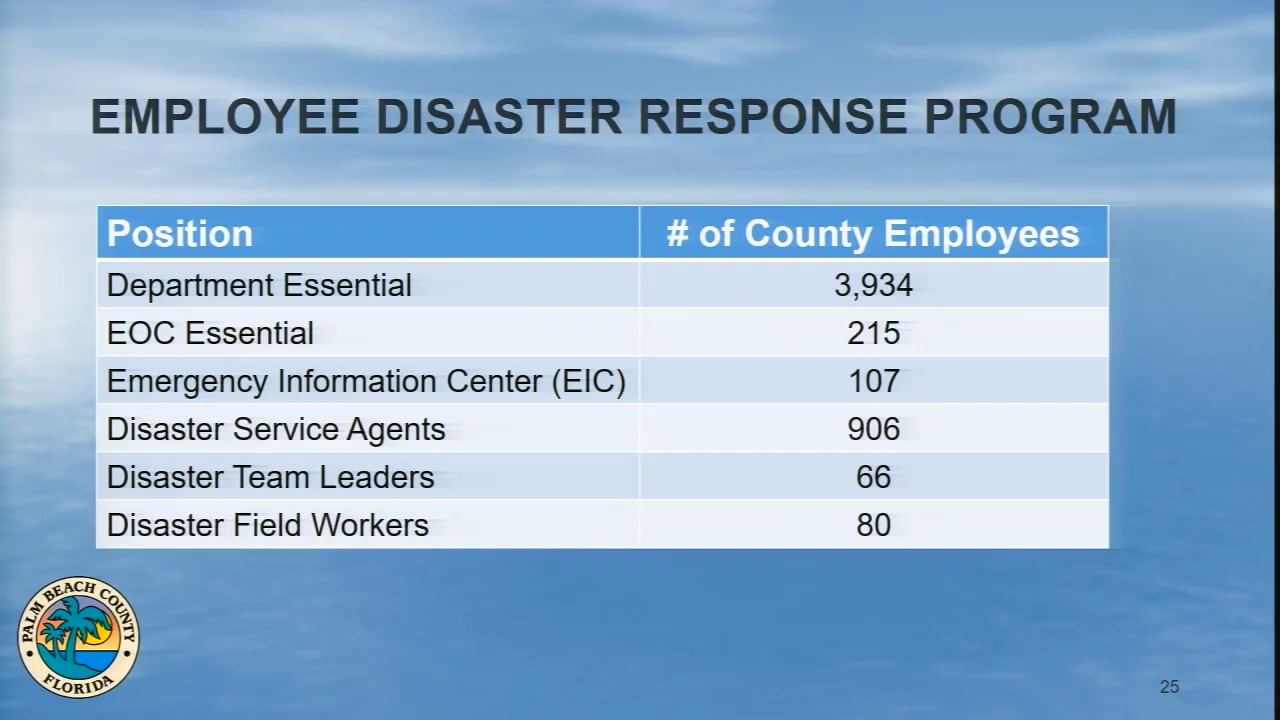 EMPLOYEE DISASTER RESPONSE PROGRAM
Position # of County Employees
Department Essential 3,934
EOC Essential 215
Emergency Information Center (EIC) 107
Disaster Service Agents 906
Disaster Team Leaders 66
Disaster Field Workers 80
PALM BEACH COUNTY
FLORIDA
25